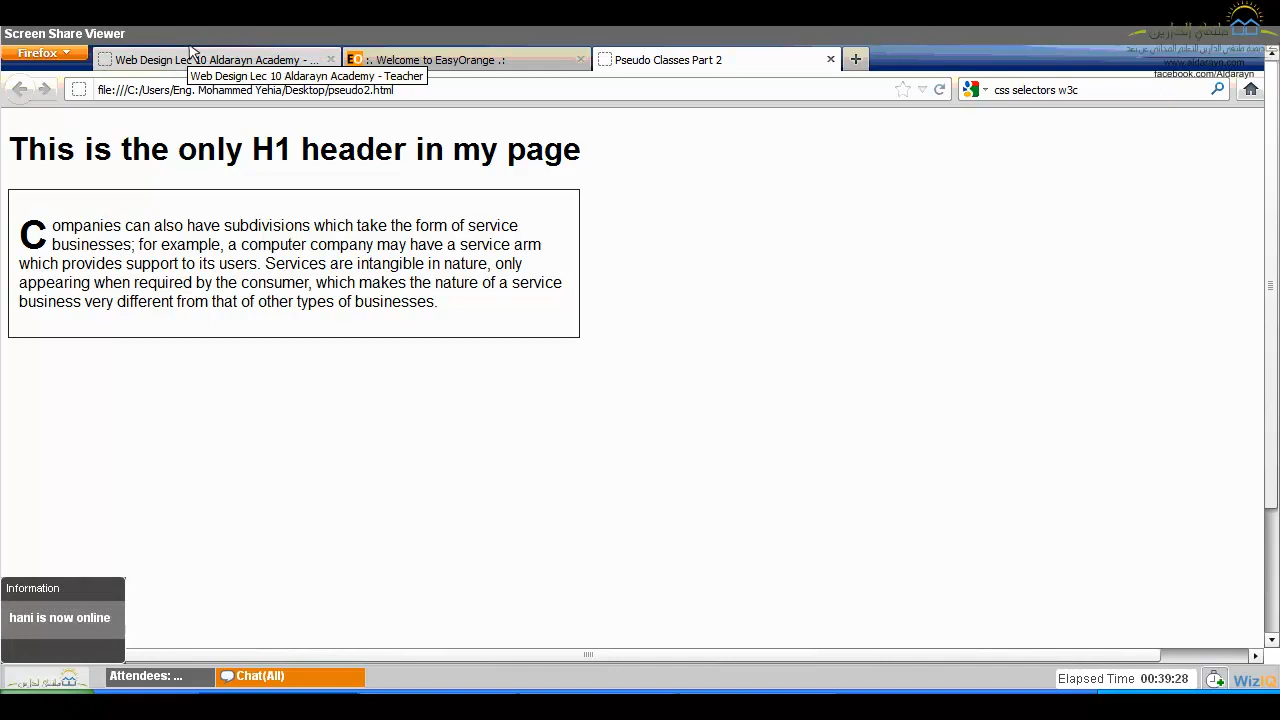 Screen Share Viewer
Firefox
Web Design Lec 10 Aldarayn Academy - ...
EO :. Welcome to EasyOrange .:
Pseudo Classes Part 2
www.aldarayn.com
facebook.com/Aldarayn
Web Design Lec 10 Aldarayn Academy - Teacher
file:///C:/Users/Eng. Mohammed Yehia/Desktop/pseudo2.html
css selectors w3c
This is the only H1 header in my page
Companies can also have subdivisions which take the form of service
businesses; for example, a computer company may have a service arm
which provides support to its users. Services are intangible in nature, only
appearing when required by the consumer, which makes the nature of a service
business very different from that of other types of businesses.
Information
hani is now online
Attendees: ...
Chat(All)
Elapsed Time 00:39:28
WizIQ